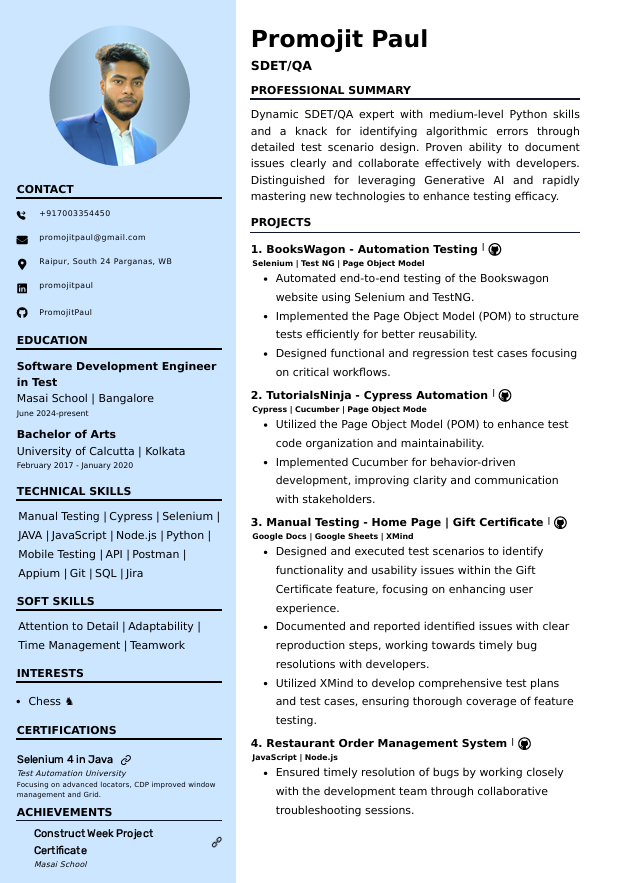 CONTACT
+917003354450
promojitpaul@gmail.com
Raipur, South 24 Parganas, WB
promojitpaul
PromojitPaul
EDUCATION
Software Development Engineer
in Test
Masai School | Bangalore
June 2024-present
Bachelor of Arts
University of Calcutta | Kolkata
February 2017 - January 2020
TECHNICAL SKILLS
Manual Testing | Cypress | Selenium |
JAVA | JavaScript | Node.js | Python |
Mobile Testing | API | Postman |
Appium | Git | SQL | Jira
SOFT SKILLS
Attention to Detail | Adaptability |
Time Management | Teamwork
INTERESTS
• Chess ♞
CERTIFICATIONS
Selenium 4 in Java
Test Automation University
Focusing on advanced locators, CDP improved window
management and Grid.
ACHIEVEMENTS
Construct Week Project
Certificate
Masai School
Promojit Paul
SDET/QA
PROFESSIONAL SUMMARY
Dynamic SDET/QA expert with medium-level Python skills
and a knack for identifying algorithmic errors through
detailed test scenario design. Proven ability to document
issues clearly and collaborate effectively with developers.
Distinguished for leveraging Generative AI and rapidly
mastering new technologies to enhance testing efficacy.
PROJECTS
1. BooksWagon - Automation Testing |
Selenium | Test NG | Page Object Model
• Automated end-to-end testing of the Bookswagon
website using Selenium and TestNG.
• Implemented the Page Object Model (POM) to structure
tests efficiently for better reusability.
• Designed functional and regression test cases focusing
on critical workflows.
2. TutorialsNinja - Cypress Automation |
Cypress | Cucumber | Page Object Mode
• Utilized the Page Object Model (POM) to enhance test
code organization and maintainability.
• Implemented Cucumber for behavior-driven
development, improving clarity and communication
with stakeholders.
3. Manual Testing - Home Page | Gift Certificate |
Google Docs | Google Sheets | XMind
• Designed and executed test scenarios to identify
functionality and usability issues within the Gift
Certificate feature, focusing on enhancing user
experience.
• Documented and reported identified issues with clear
reproduction steps, working towards timely bug
resolutions with developers.
• Utilized XMind to develop comprehensive test plans
and test cases, ensuring thorough coverage of feature
testing.
4. Restaurant Order Management System |
JavaScript | Node.js
• Ensured timely resolution of bugs by working closely
with the development team through collaborative
troubleshooting sessions.